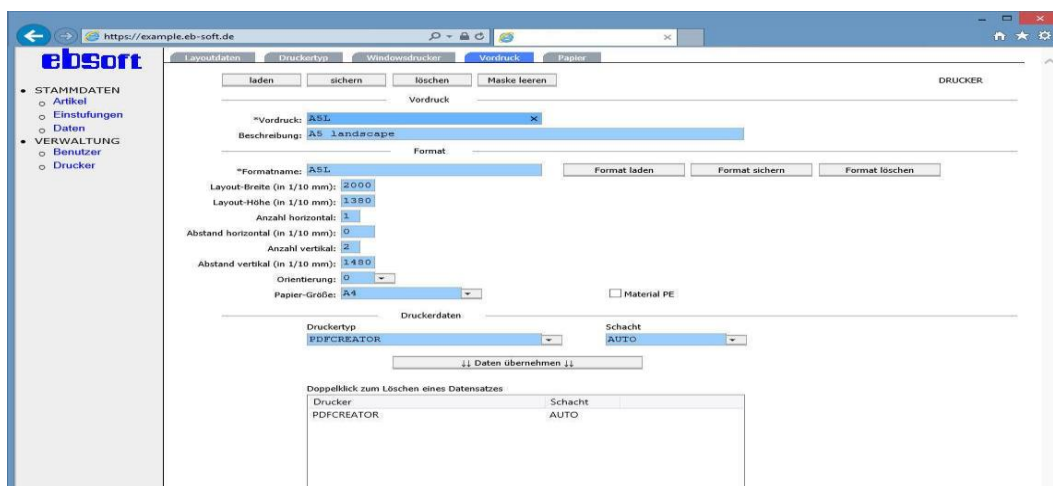 https://example.eb-soft.de
ebsoft
STAMMDATEN
Artikel
Einstufungen
Daten
VERWALTUNG
Benutzer
Drucker
Layoutdaten Druckertyp Windowsdrucker Vordruck Papier
laden sichern löschen Maske leeren DRUCKER
Vordruck
*Vordruck: A5L
Beschreibung: A5 landscape
Format
*Formatname: A5L Format laden Format sichern Format löschen
Layout-Breite (in 1/10 mm): 2000
Layout-Höhe (in 1/10 mm): 1380
Anzahl horizontal: 1
Abstand horizontal (in 1/10 mm): 0
Anzahl vertikal: 2
Abstand vertikal (in 1/10 mm): 1480
Orientierung: 0
Papier-Größe: A4 Material PE
Druckerdaten
Druckertyp Schacht
PDFCREATOR AUTO
↓↓ Daten übernehmen ↓↓
Doppelklick zum Löschen eines Datensatzes
Drucker Schacht
PDFCREATOR AUTO